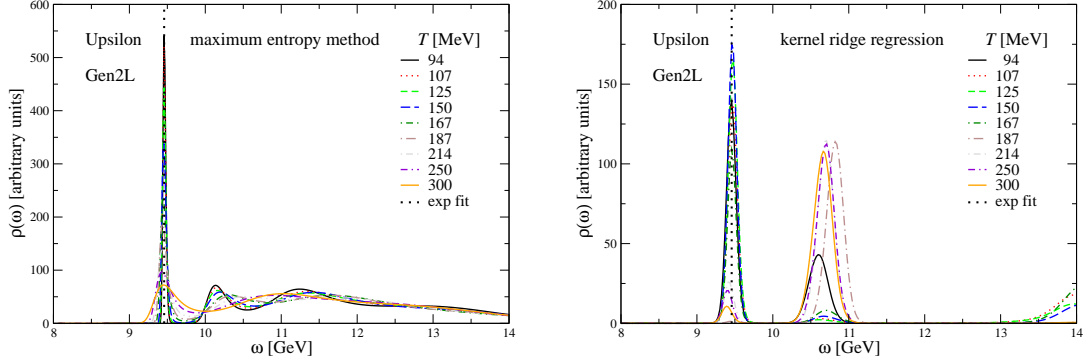 600
500
400
300
200
100
0
ρ(ω) [arbitrary units]
Upsilon
Gen2L
maximum entropy method
T [MeV]
94
107
125
150
167
187
214
250
300
exp fit
8 9 10 11 12 13 14
ω [GeV]
200
150
100
50
0
ρ(ω) [arbitrary units]
Upsilon
Gen2L
kernel ridge regression
T [MeV]
94
107
125
150
167
187
214
250
300
exp fit
8 9 10 11 12 13 14
ω [GeV]